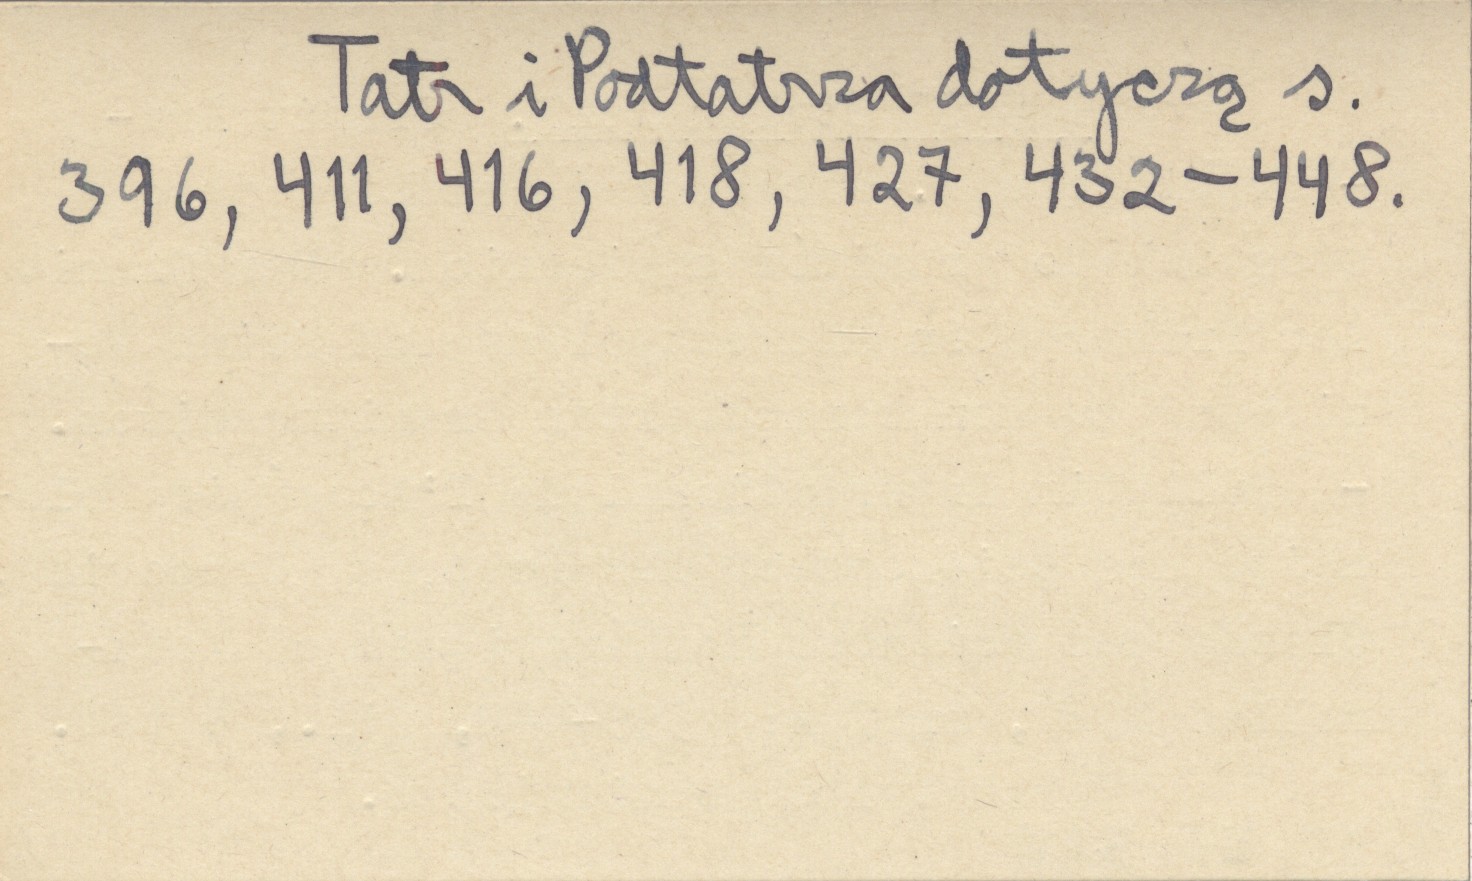 Tatr i Podtatrza dotyczą s.
396, 411, 416, 418, 427, 432-448.